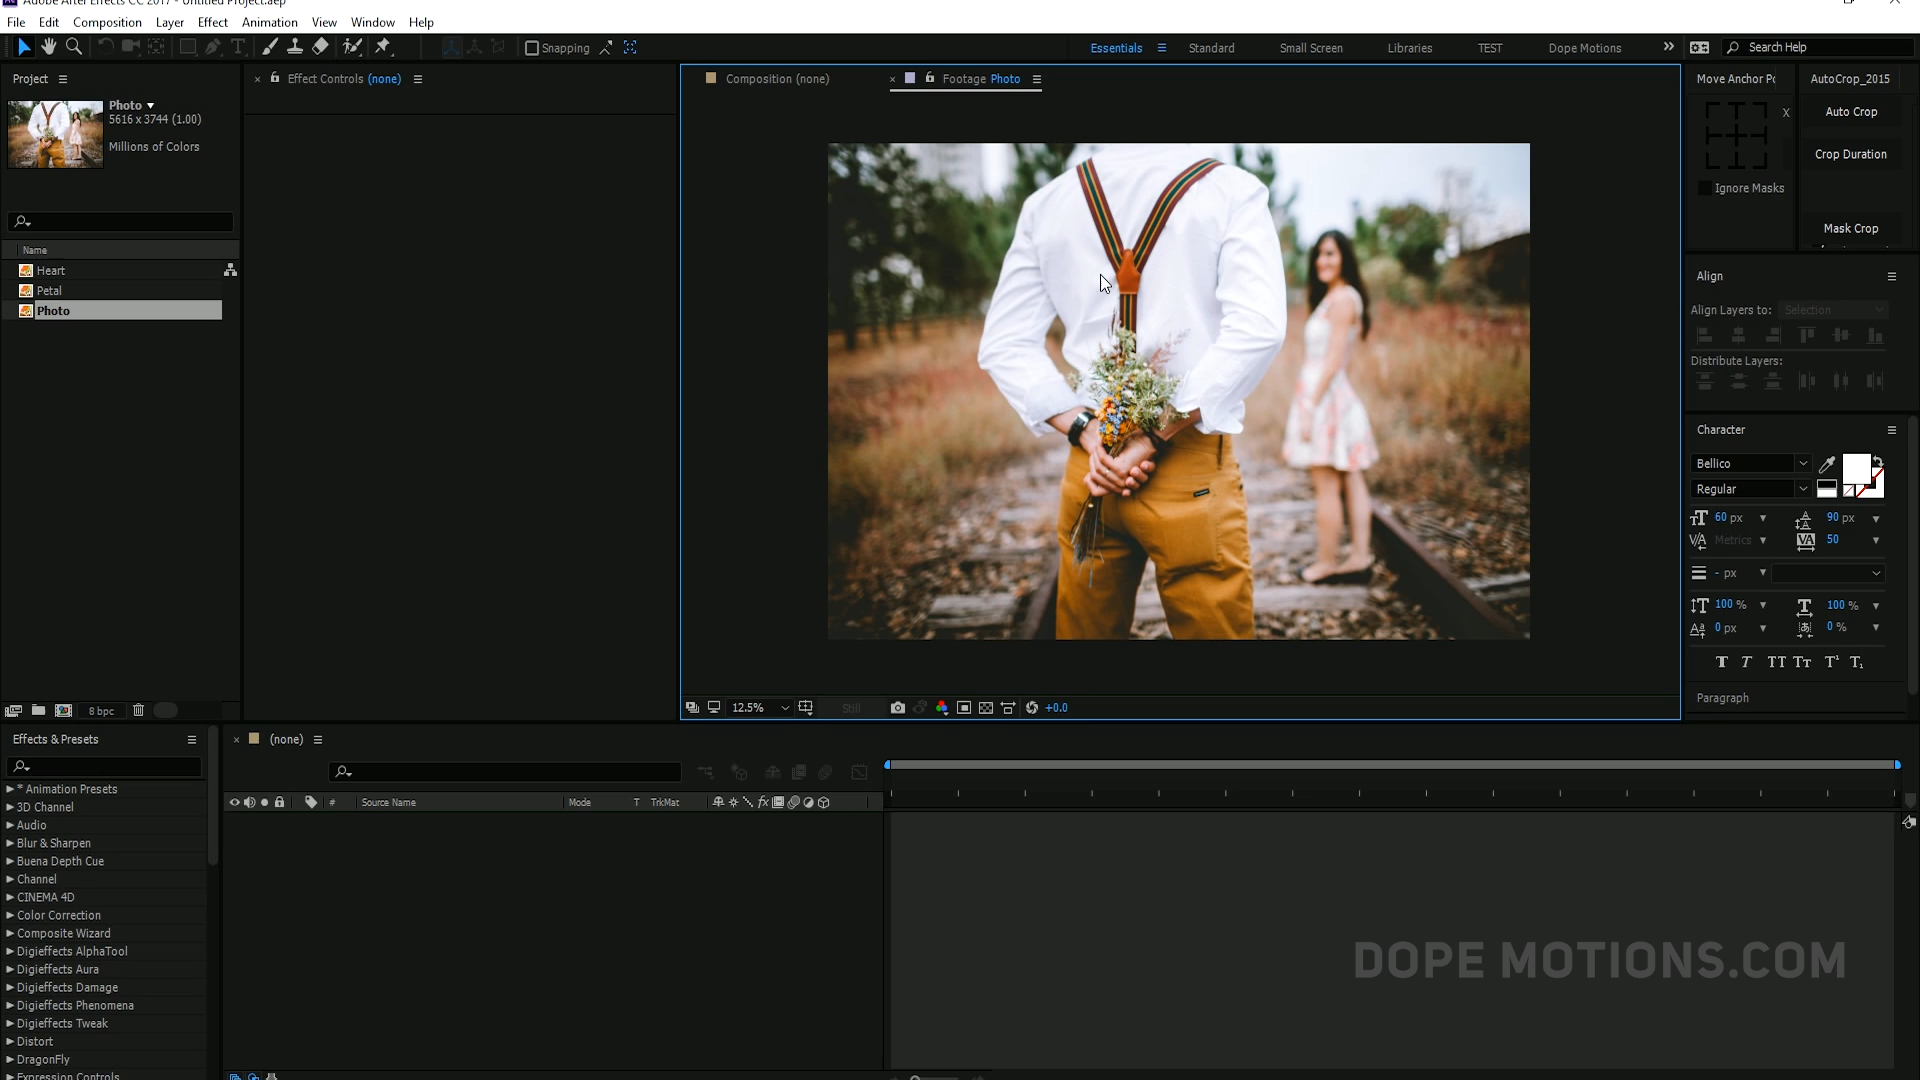 Adobe After Effects CC 2017 - Untitled Project.aep
File Edit Composition Layer Effect Animation View Window Help
Snapping
Essentials Standard Small Screen Libraries TEST Dope Motions Search Help
Project
Photo
5616 x 3744 (1.00)
Millions of Colors
Name
Heart
Petal
Photo
8 bpc
Effect Controls (none)
Composition (none)
Footage Photo
12.5%
Still
+0.0
Move Anchor Po
X
Ignore Masks
AutoCrop_2015
Auto Crop
Crop Duration
Mask Crop
Align
Align Layers to: Selection
Distribute Layers:
Character
Bellico
Regular
60 px 90 px
Metrics 50
- px
100 % 100 %
0 px 0 %
T T TT Tт T¹ T₁
Paragraph
Effects & Presets
* Animation Presets
3D Channel
Audio
Blur & Sharpen
Buena Depth Cue
Channel
CINEMA 4D
Color Correction
Composite Wizard
Digieffects AlphaTool
Digieffects Aura
Digieffects Damage
Digieffects Phenomena
Digieffects Tweak
Distort
DragonFly
Expression Controls
(none)
# Source Name Mode T TrkMat
DOPE MOTIONS.COM